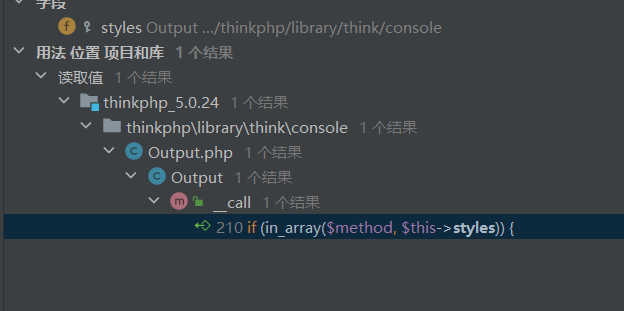 字段
styles Output .../thinkphp/library/think/console
用法 位置 项目和库 1 个结果
读取值 1 个结果
thinkphp_5.0.24 1 个结果
thinkphp\library\think\console 1 个结果
Output.php 1 个结果
Output 1 个结果
__call 1 个结果
210 if (in_array($method, $this->styles)) {